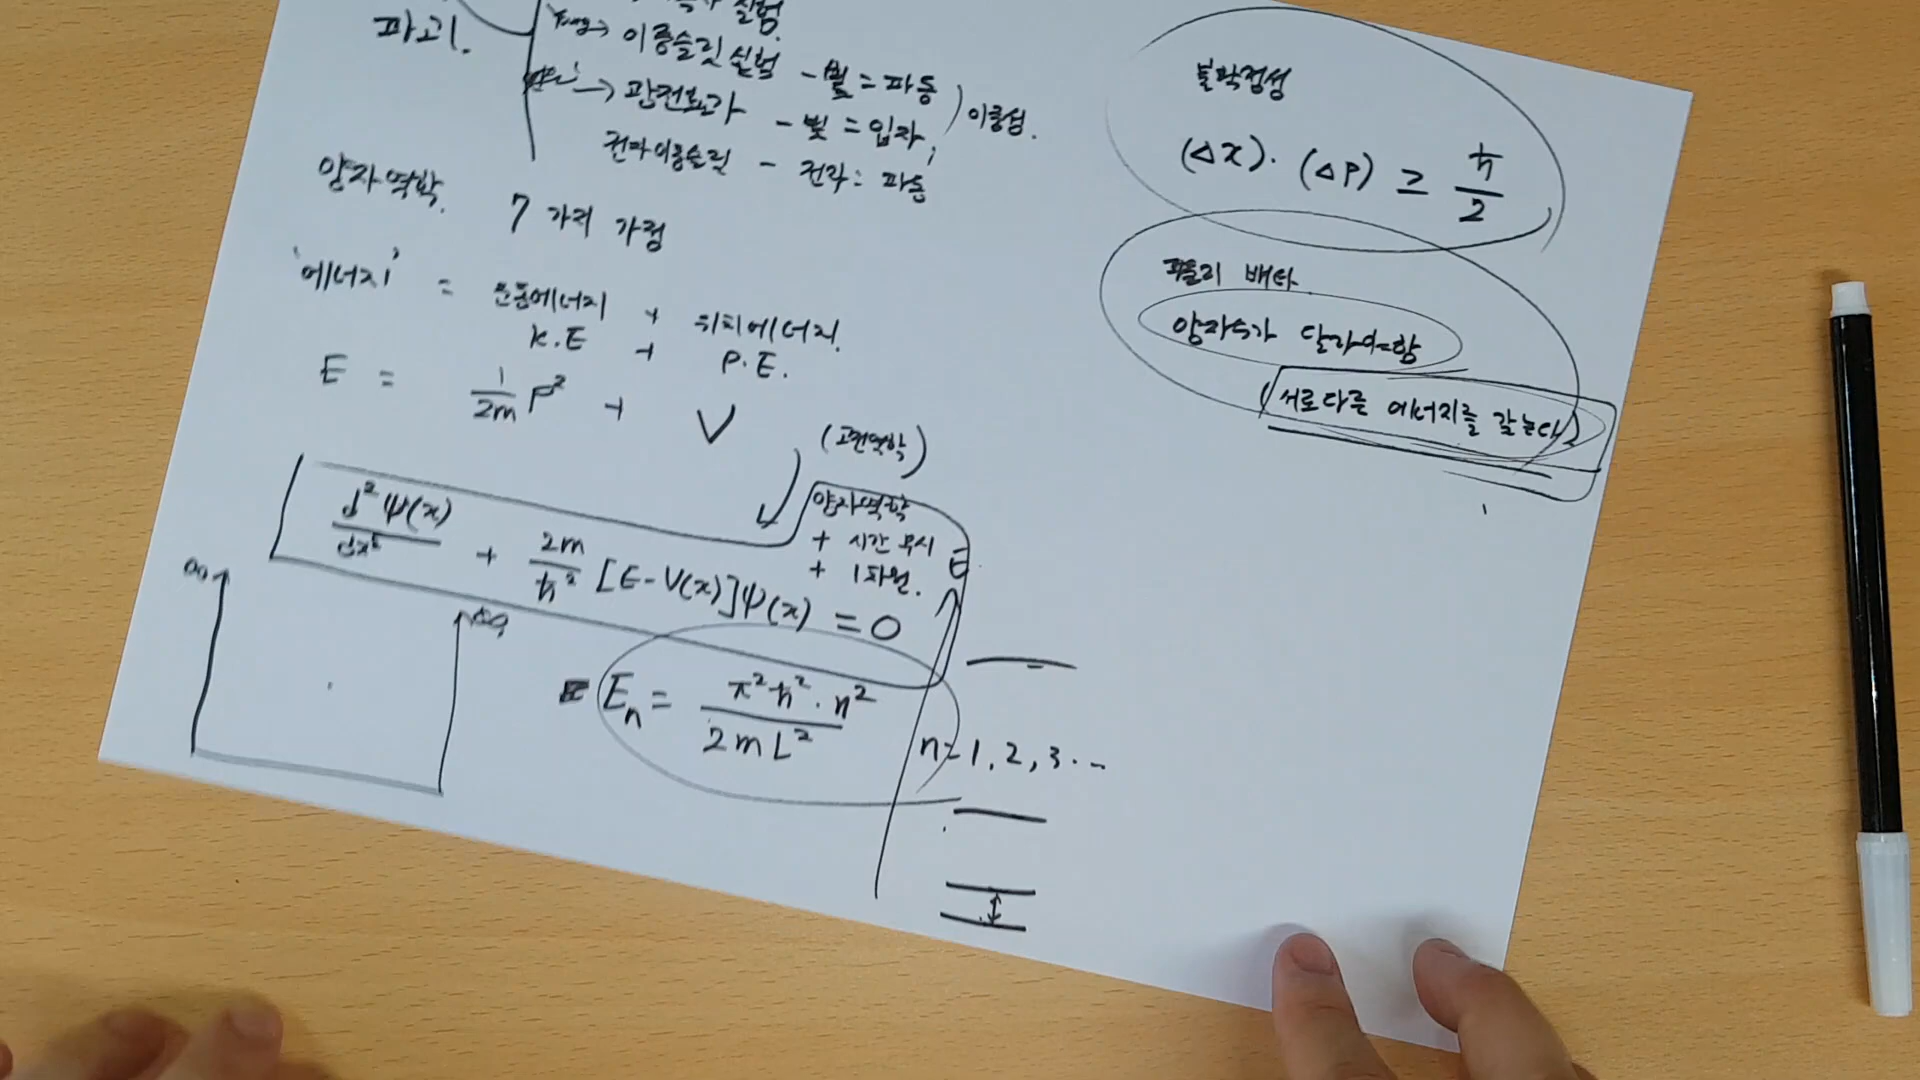 파고.
실험.
Young → 이중슬릿 실험 - 빛 = 파동
→ 광전효과 - 빛 = 입자
이중성.
전자이중슬릿 - 전자 = 파동
양자역학. 7가지 가정
'에너지' = 운동에너지 + 위치에너지.
K.E + P.E.
E = 1/2m P² + V
(고전역학)
양자역학
+ 시간 무시
+ 1차원.
d²ψ(x)/dx² + 2m/ℏ² [E-V(x)]ψ(x) = 0
∞ ∞
E
Eₙ = π²ℏ²·n²/2mL²
n=1, 2, 3...
불확정성
(Δx)·(ΔP) ≥ ℏ/2
파울리 배타
양자수가 달라야함
(서로다른 에너지를 갖는다)